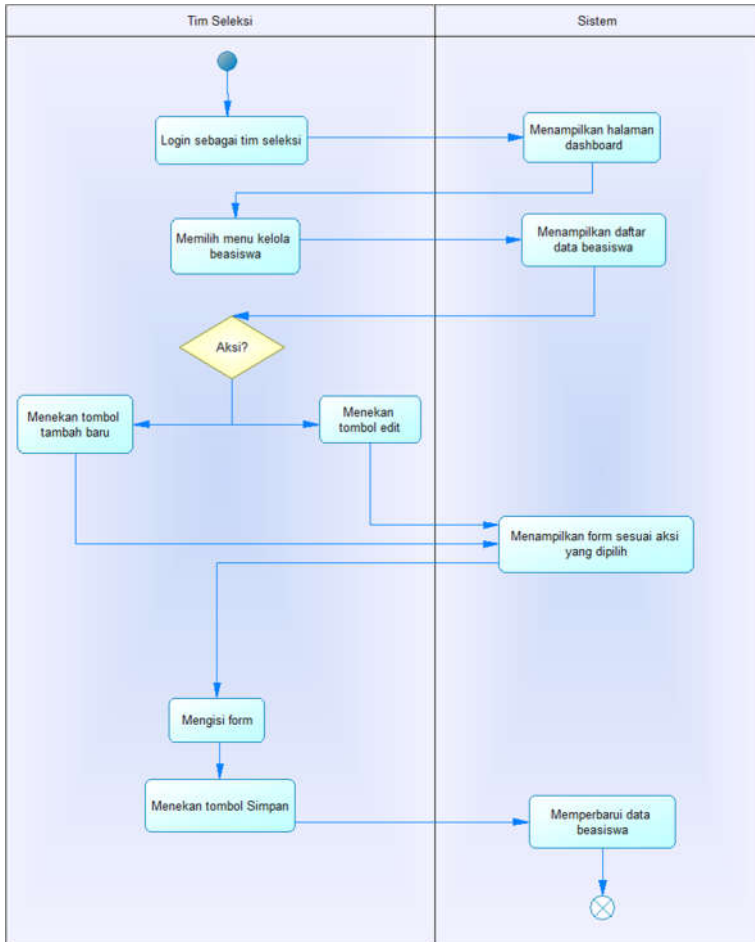 Tim Seleksi
Sistem
Login sebagai tim seleksi
Menampilkan halaman
dashboard
Memilih menu kelola
beasiswa
Menampilkan daftar
data beasiswa
Aksi?
Menekan tombol
tambah baru
Menekan
tombol edit
Menampilkan form sesuai aksi
yang dipilih
Mengisi form
Menekan tombol Simpan
Memperbarui data
beasiswa